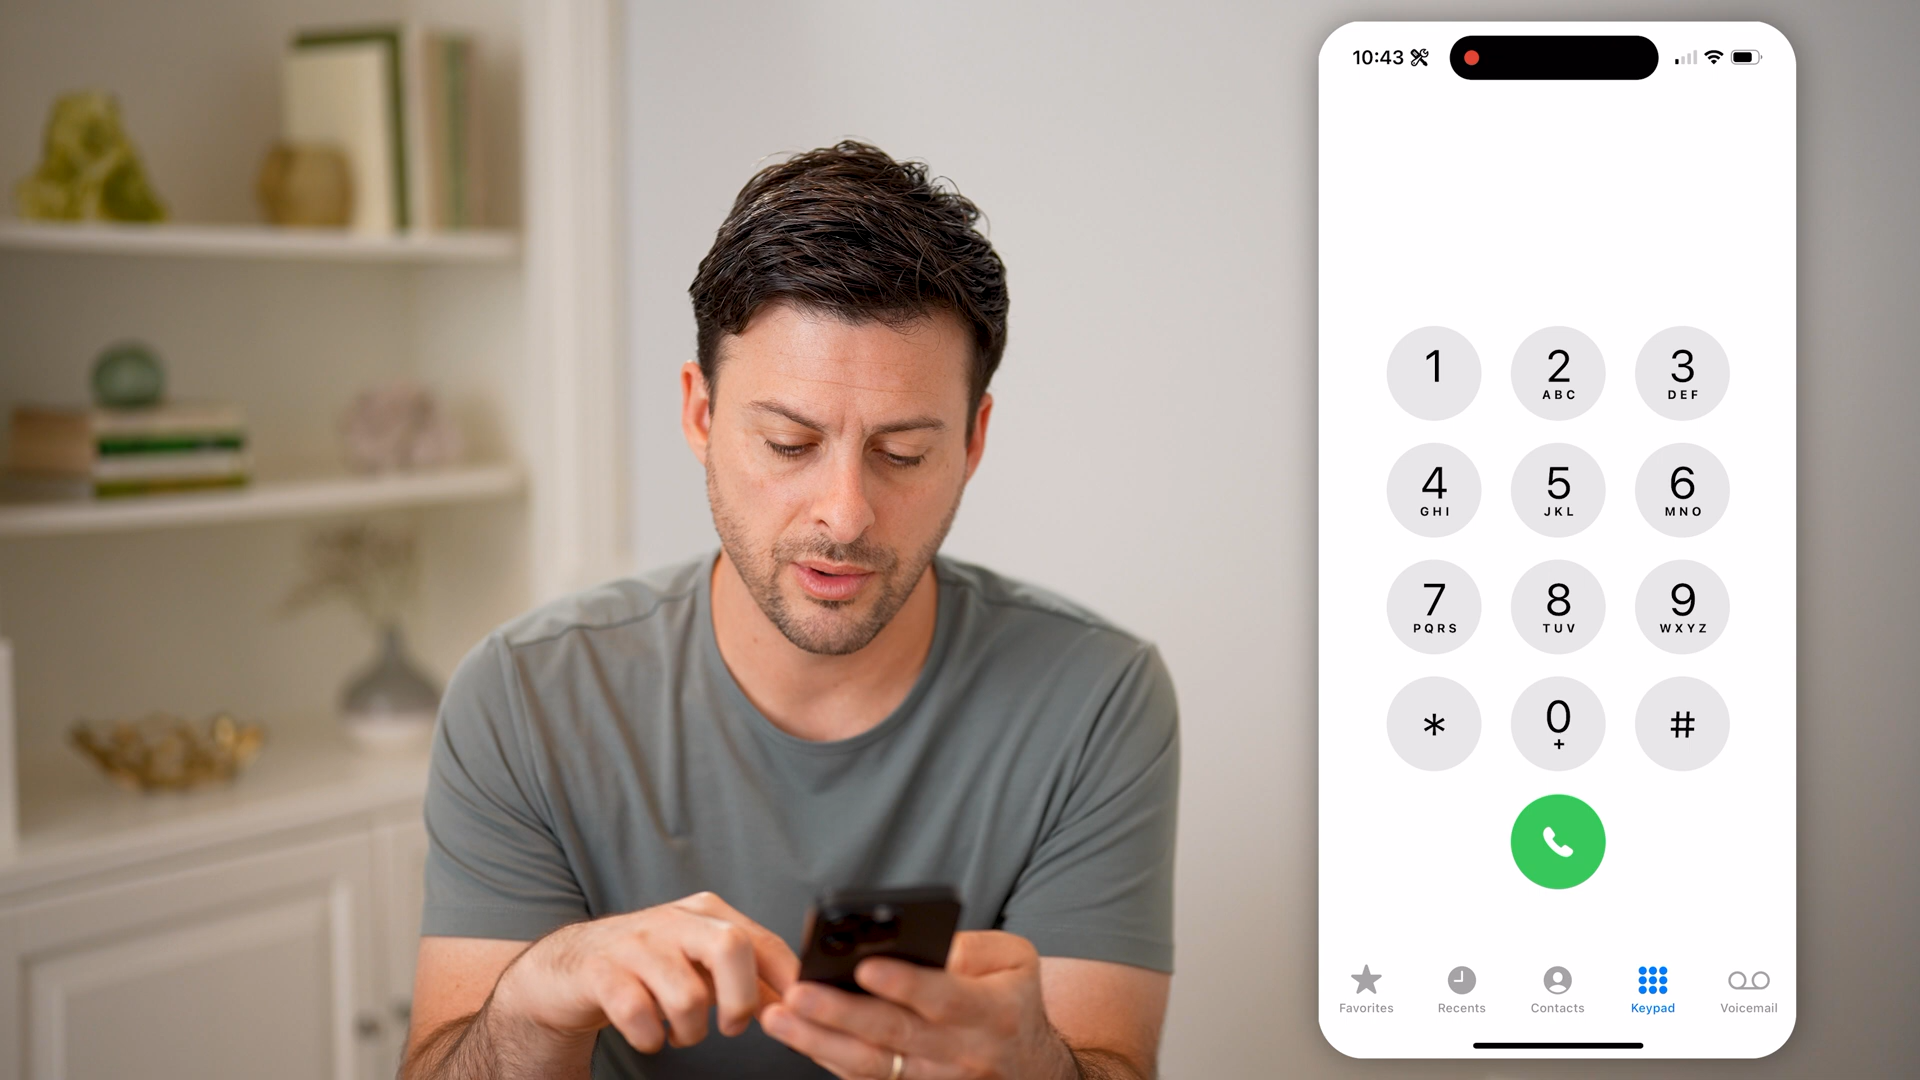 10:43
1 2 3
ABC DEF
4 5 6
GHI JKL MNO
7 8 9
PQRS TUV WXYZ
* 0 #
+
Favorites Recents Contacts Keypad Voicemail